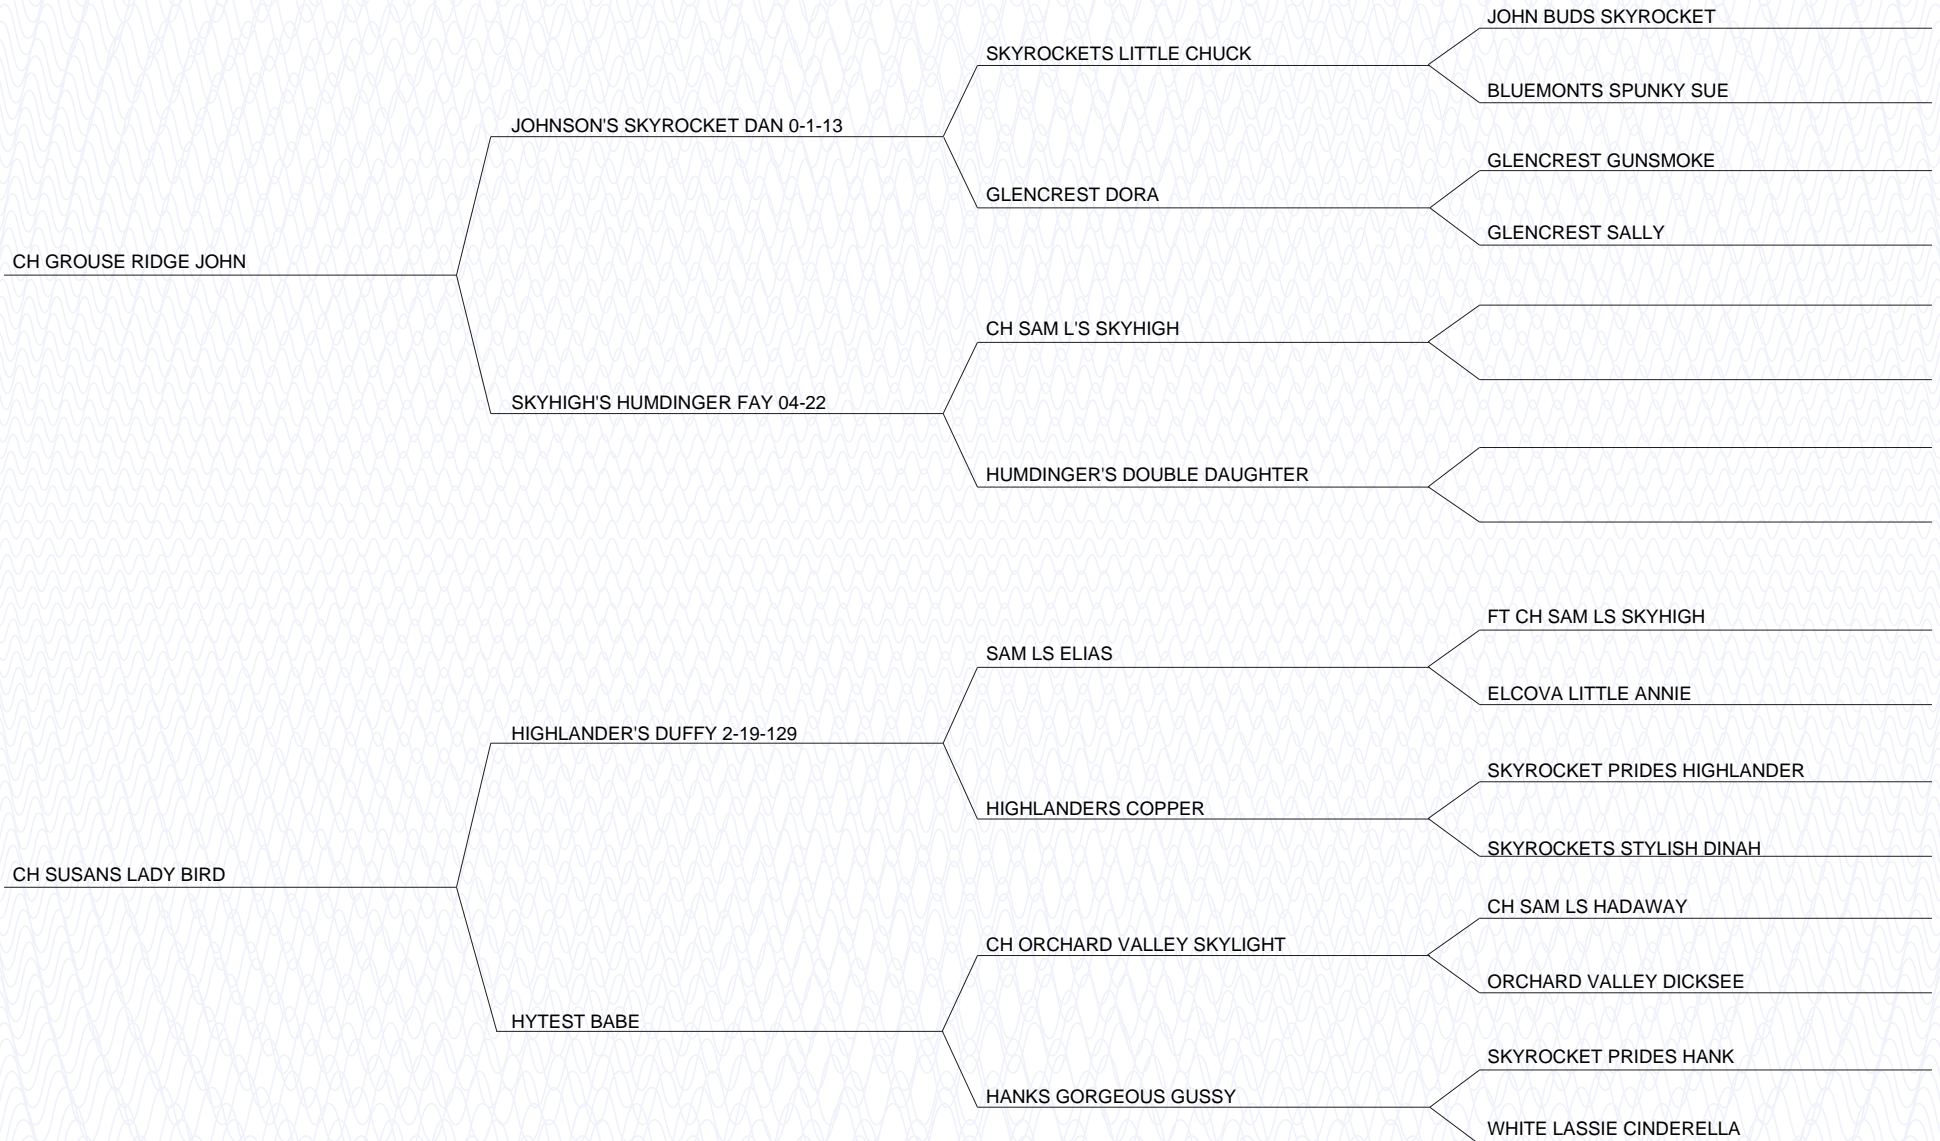 JOHN BUDS SKYROCKET
SKYROCKETS LITTLE CHUCK
BLUEMONTS SPUNKY SUE
JOHNSON'S SKYROCKET DAN 0-1-13
GLENCREST GUNSMOKE
GLENCREST DORA
GLENCREST SALLY
CH GROUSE RIDGE JOHN
CH SAM L'S SKYHIGH
SKYHIGH'S HUMDINGER FAY 04-22
HUMDINGER'S DOUBLE DAUGHTER
FT CH SAM LS SKYHIGH
SAM LS ELIAS
ELCOVA LITTLE ANNIE
HIGHLANDER'S DUFFY 2-19-129
SKYROCKET PRIDES HIGHLANDER
HIGHLANDERS COPPER
SKYROCKETS STYLISH DINAH
CH SUSANS LADY BIRD
CH SAM LS HADAWAY
CH ORCHARD VALLEY SKYLIGHT
ORCHARD VALLEY DICKSEE
HYTEST BABE
SKYROCKET PRIDES HANK
HANKS GORGEOUS GUSSY
WHITE LASSIE CINDERELLA